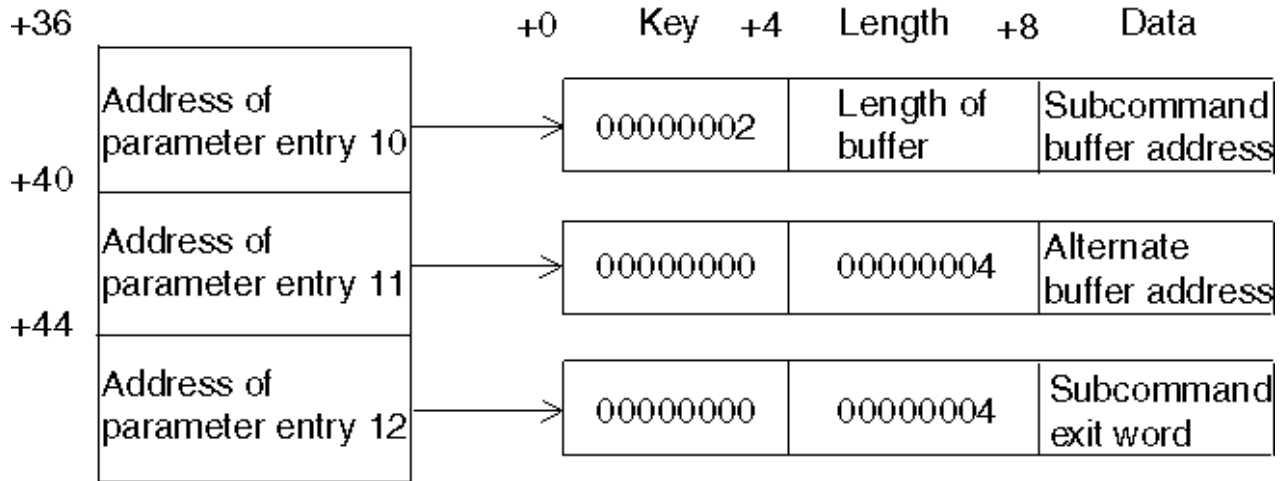 +36 +0 Key +4 Length +8 Data
Address of
parameter entry 10
00000002
Length of
buffer
Subcommand
buffer address
+40
Address of
parameter entry 11
00000000
00000004
Alternate
buffer address
+44
Address of
parameter entry 12
00000000
00000004
Subcommand
exit word